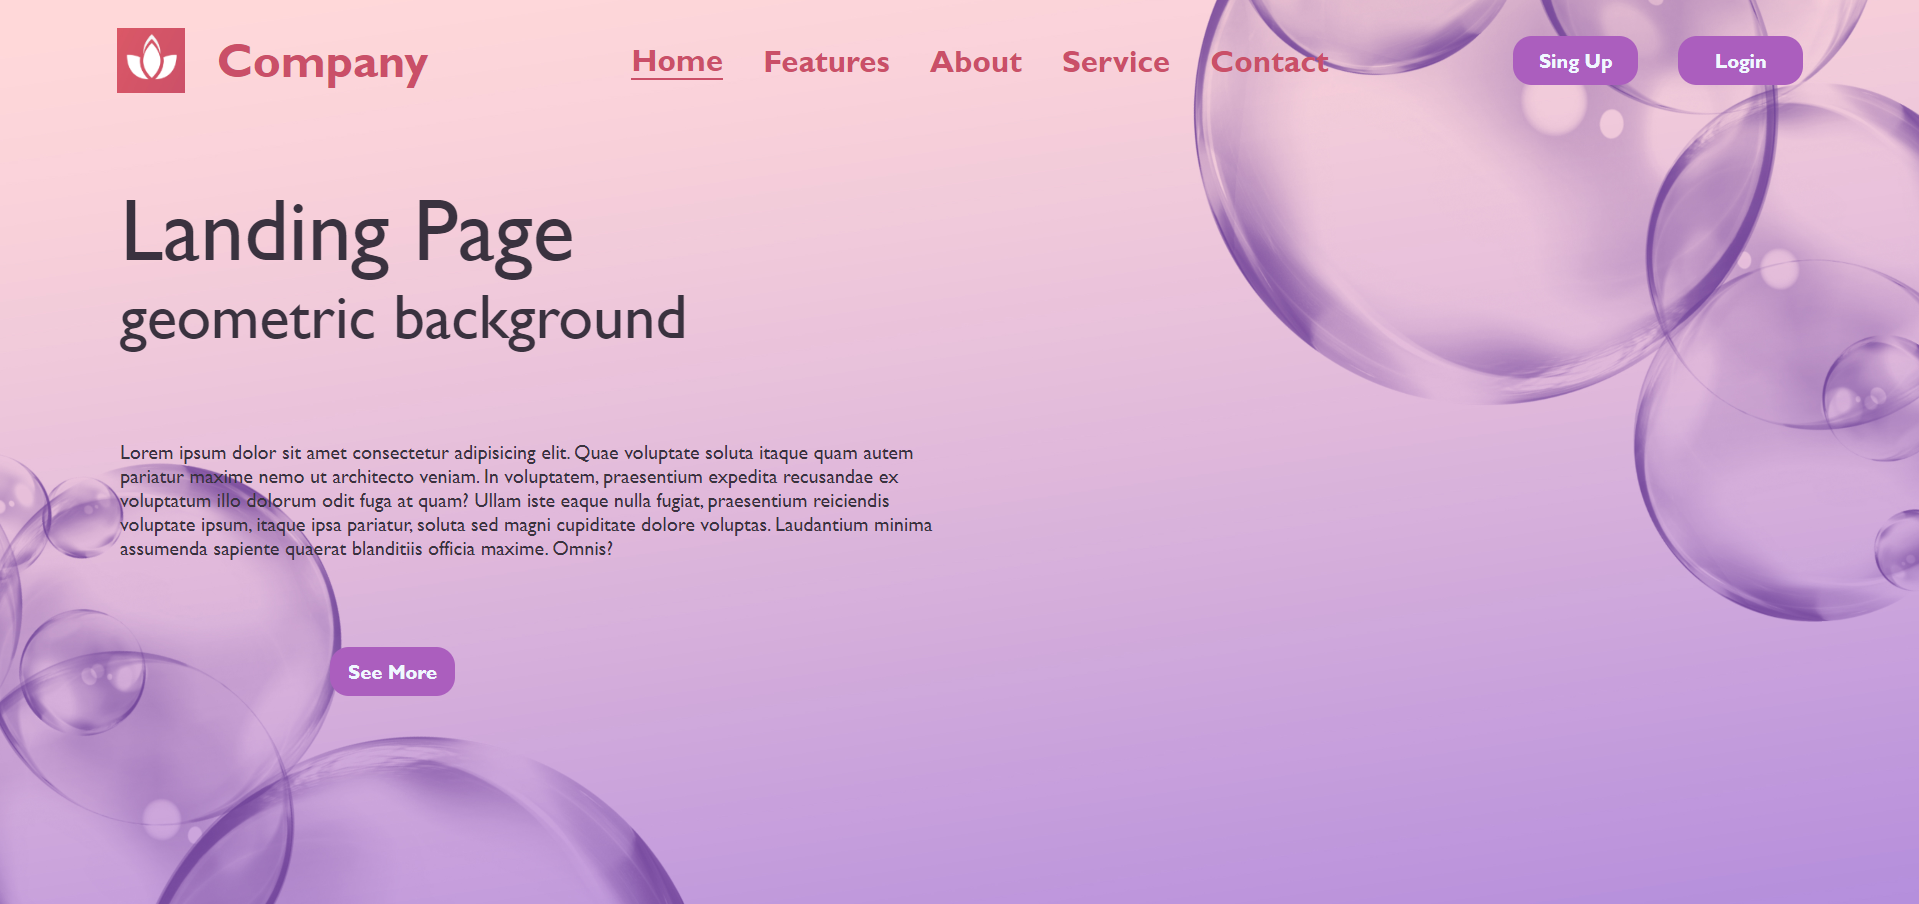 Company
Home Features About Service Contact
Sing Up
Login
Landing Page
geometric background
Lorem ipsum dolor sit amet consectetur adipisicing elit. Quae voluptate soluta itaque quam autem
pariatur maxime nemo ut architecto veniam. In voluptatem, praesentium expedita recusandae ex
voluptatum illo dolorum odit fuga at quam? Ullam iste eaque nulla fugiat, praesentium reiciendis
voluptate ipsum, itaque ipsa pariatur, soluta sed magni cupiditate dolore voluptas. Laudantium minima
assumenda sapiente quaerat blanditiis officia maxime. Omnis?
See More